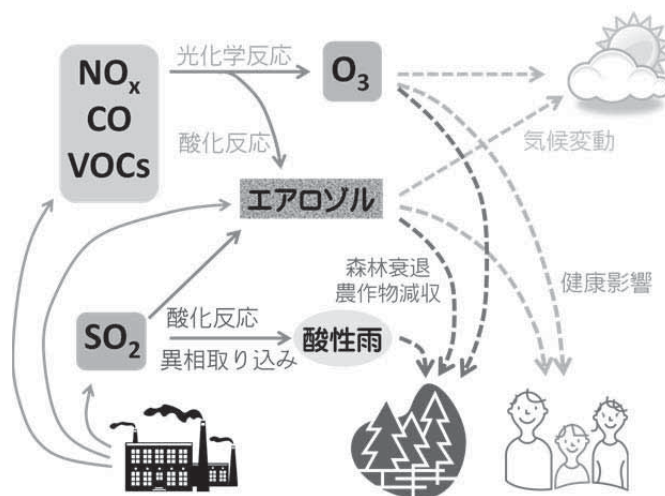 NOx
CO
VOCs
光化学反応
O3
酸化反応
気候変動
エアロゾル
森林衰退
農作物減収
健康影響
SO2
酸化反応
異相取り込み
酸性雨